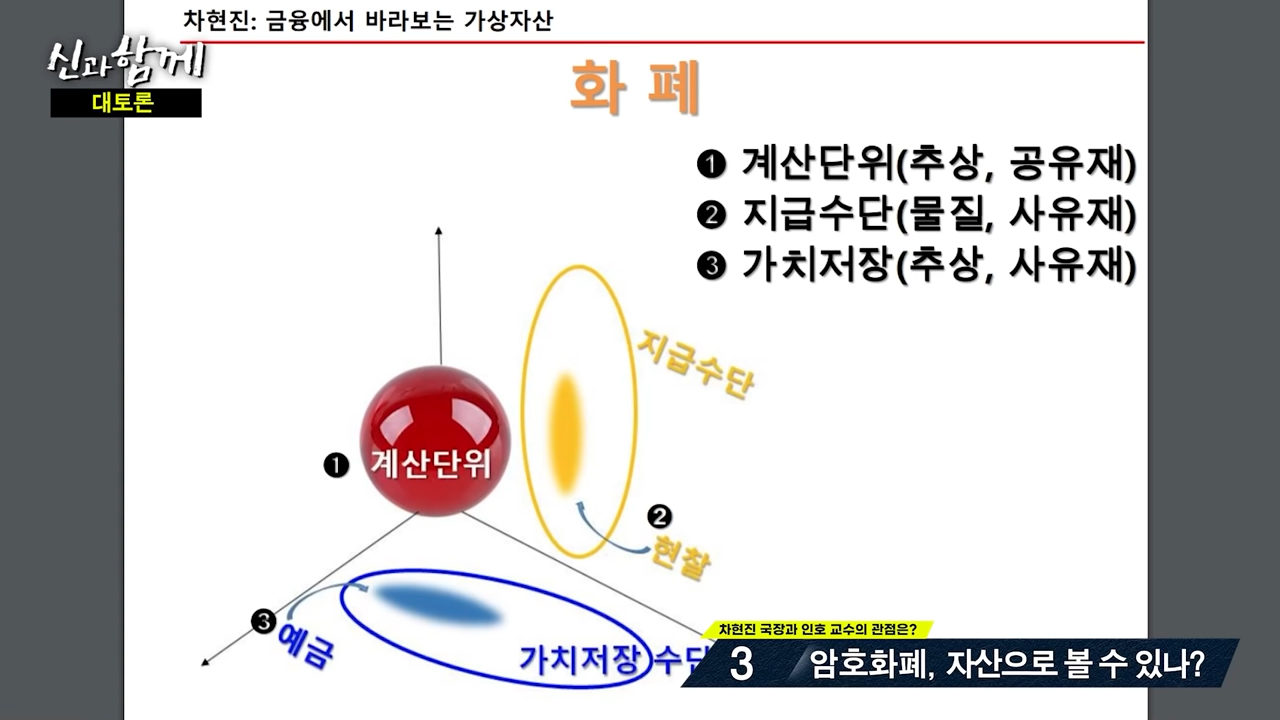 차현진: 금융에서 바라보는 가상자산
신과함께
대토론
화 폐
❶ 계산단위(추상, 공유재)
❷ 지급수단(물질, 사유재)
❸ 가치저장(추상, 사유재)
지급수단
❶ 계산단위
❷
현찰
❸ 예금
가치저장 수단
차현진 국장과 인호 교수의 관점은?
3 암호화폐, 자산으로 볼 수 있나?